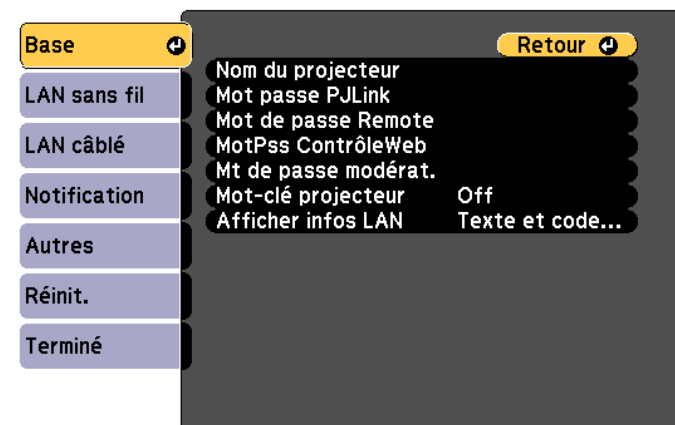 Base
LAN sans fil
LAN câblé
Notification
Autres
Réinit.
Terminé
Retour
Nom du projecteur
Mot passe PJLink
Mot de passe Remote
MotPss ContrôleWeb
Mt de passe modérat.
Mot-clé projecteur Off
Afficher infos LAN Texte et code...